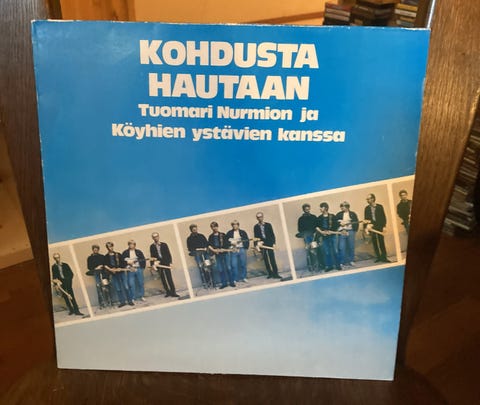 KOHDUSTA
HAUTAAN
Tuomari Nurmion ja
Köyhien ystävien kanssa